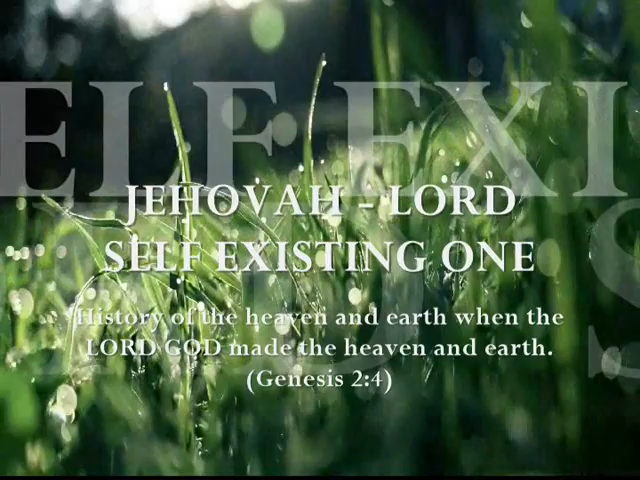 ELF EXI
JEHOVAH - LORD
SELF EXISTING ONE
History of the heaven and earth when the
LORD GOD made the heaven and earth.
(Genesis 2:4)